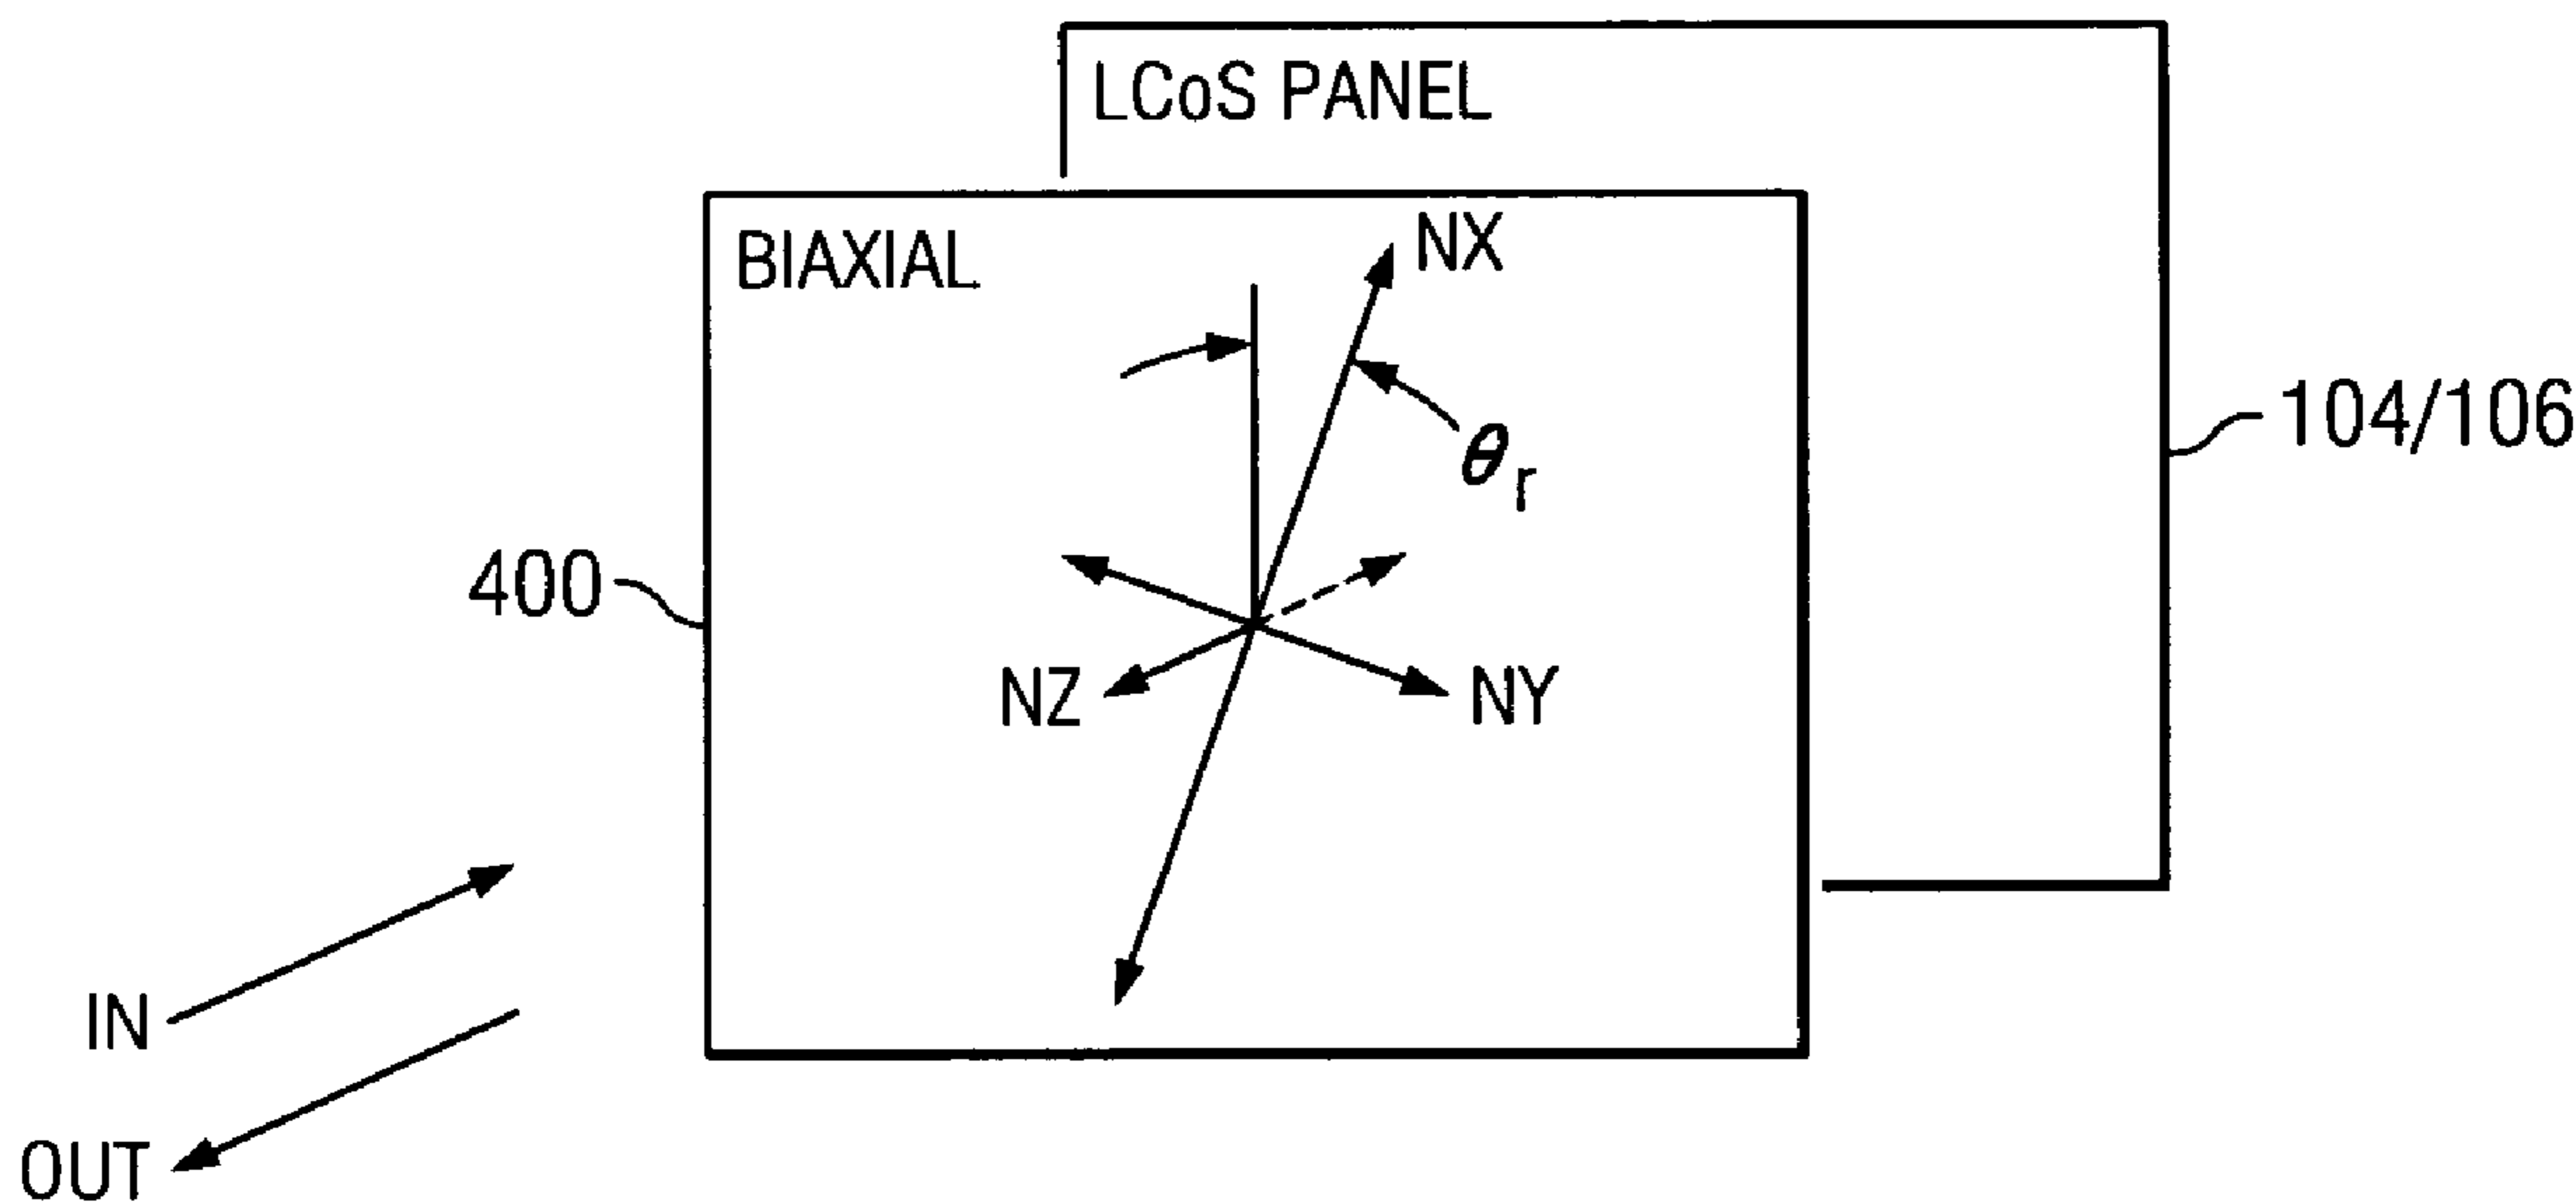 LCoS PANEL
BIAXIAL
NX
θr
104/106
400
NZ
NY
IN
OUT